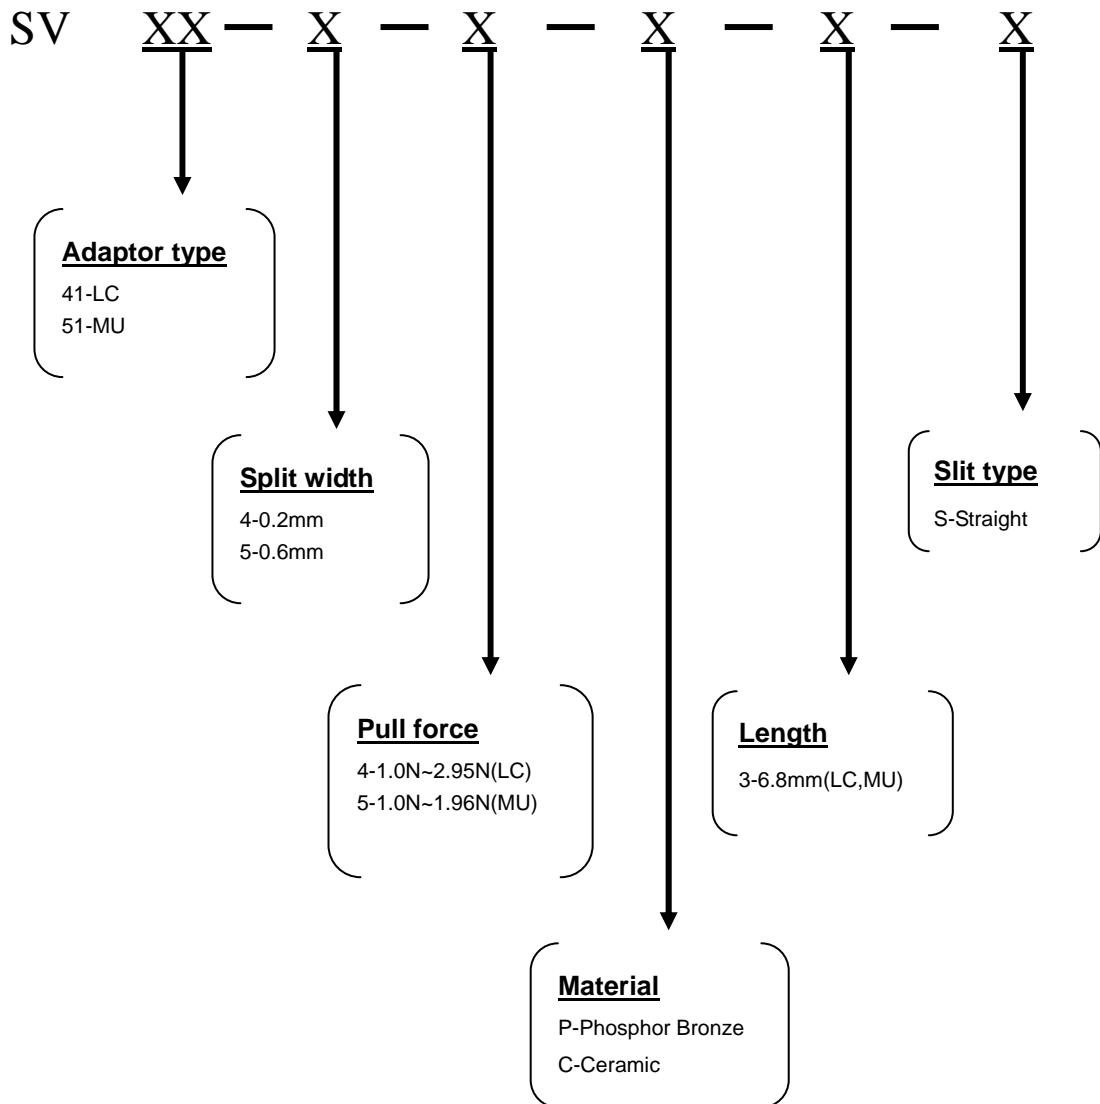 SV XX — X — X — X — X — X
Adaptor type
41-LC
51-MU
Split width
4-0.2mm
5-0.6mm
Slit type
S-Straight
Pull force
4-1.0N~2.95N(LC)
5-1.0N~1.96N(MU)
Length
3-6.8mm(LC,MU)
Material
P-Phosphor Bronze
C-Ceramic